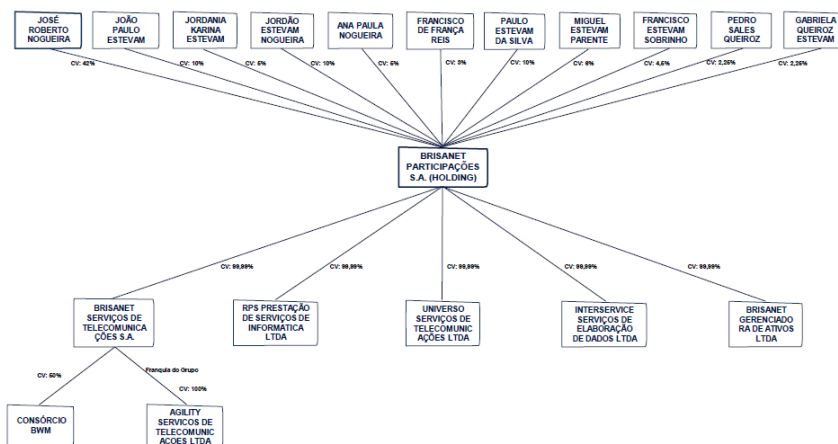 JOSÉ
ROBERTO
NOGUEIRA
JOÃO
PAULO
ESTEVAM
JORDANIA
KARINA
ESTEVAM
JORDÃO
ESTEVAM
NOGUEIRA
ANA PAULA
NOGUEIRA
FRANCISCO
DE FRANÇA
REIS
PAULO
ESTEVAM
DA SILVA
MIGUEL
ESTEVAM
PARENTE
FRANCISCO
ESTEVAM
SOBRINHO
PEDRO
SALES
QUEIROZ
GABRIELA
QUEIROZ
ESTEVAM
CV: 42%
CV: 10%
CV: 5%
CV: 10%
CV: 5%
CV: 3%
CV: 10%
CV: 6%
CV: 4,5%
CV: 2,25%
CV: 2,25%
BRISANET
PARTICIPAÇÕES
S.A. (HOLDING)
CV: 99,99%
CV: 99,99%
CV: 99,99%
CV: 99,99%
CV: 99,99%
BRISANET
SERVIÇOS DE
TELECOMUNICA
ÇÕES S.A.
RPS PRESTAÇÃO
DE SERVIÇOS DE
INFORMÁTICA
LTDA
UNIVERSO
SERVIÇOS DE
TELECOMUNIC
AÇÕES LTDA
INTERSERVICE
SERVIÇOS DE
ELABORAÇÃO
DE DADOS LTDA
BRISANET
GERENCIADO
RA DE ATIVOS
LTDA
CV: 50%
Franquia do Grupo
CV: 100%
CONSÓRCIO
BWM
AGILITY
SERVICOS DE
TELECOMUNIC
ACOES LTDA